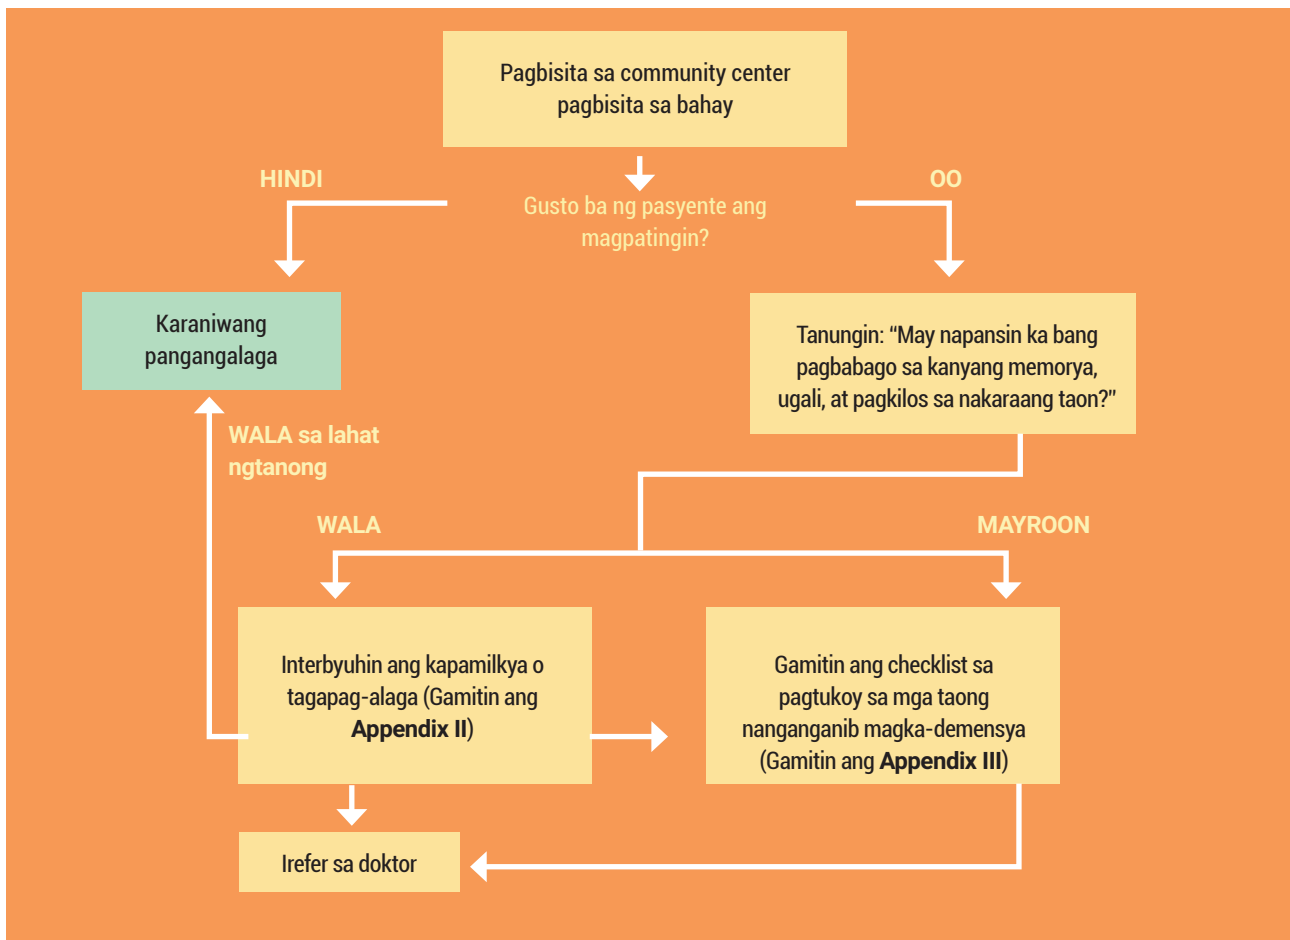 Pagbisita sa community center
pagbisita sa bahay
HINDI
OO
Gusto ba ng pasyente ang
magpatingin?
Karaniwang
pangangalaga
Tanungin: “May napansin ka bang
pagbabago sa kanyang memorya,
ugali, at pagkilos sa nakaraang taon?”
WALA sa lahat
ngtanong
WALA
MAYROON
Interbyuhin ang kapamilkya o
tagapag-alaga (Gamitin ang
Appendix II)
Gamitin ang checklist sa
pagtukoy sa mga taong
nanganganib magka-demensya
(Gamitin ang Appendix III)
Irefer sa doktor